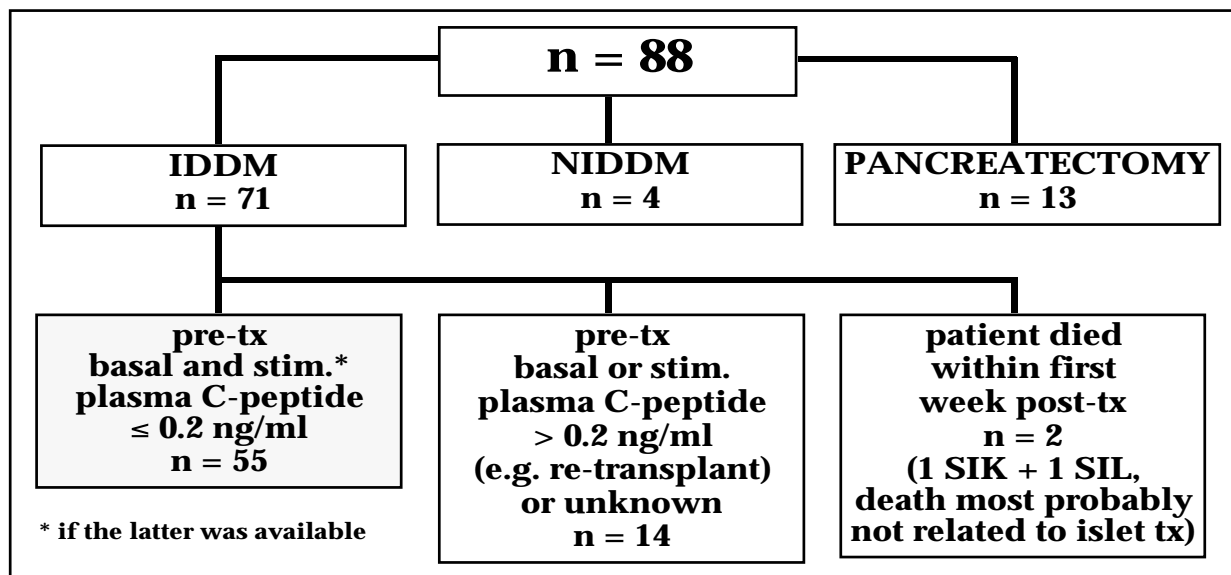 n = 88
IDDM
n = 71
NIDDM
n = 4
PANCREATECTOMY
n = 13
pre-tx
basal and stim.*
plasma C-peptide
≤ 0.2 ng/ml
n = 55
* if the latter was available
pre-tx
basal or stim.
plasma C-peptide
> 0.2 ng/ml
(e.g. re-transplant)
or unknown
n = 14
patient died
within first
week post-tx
n = 2
(1 SIK + 1 SIL,
death most probably
not related to islet tx)